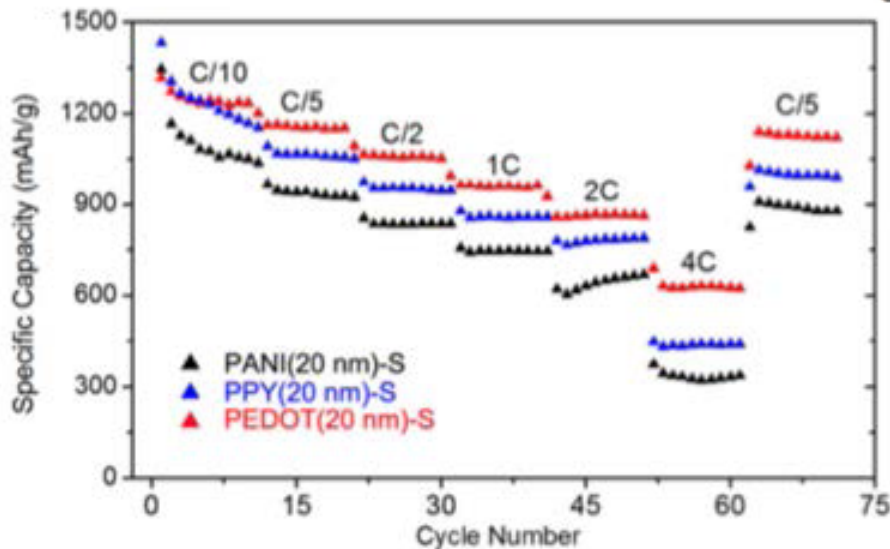 1500
1200
900
600
300
0
Specific Capacity (mAh/g)
C/10
C/5
C/2
1C
2C
4C
C/5
PANI(20 nm)-S
PPY(20 nm)-S
PEDOT(20 nm)-S
0 15 30 45 60 75
Cycle Number